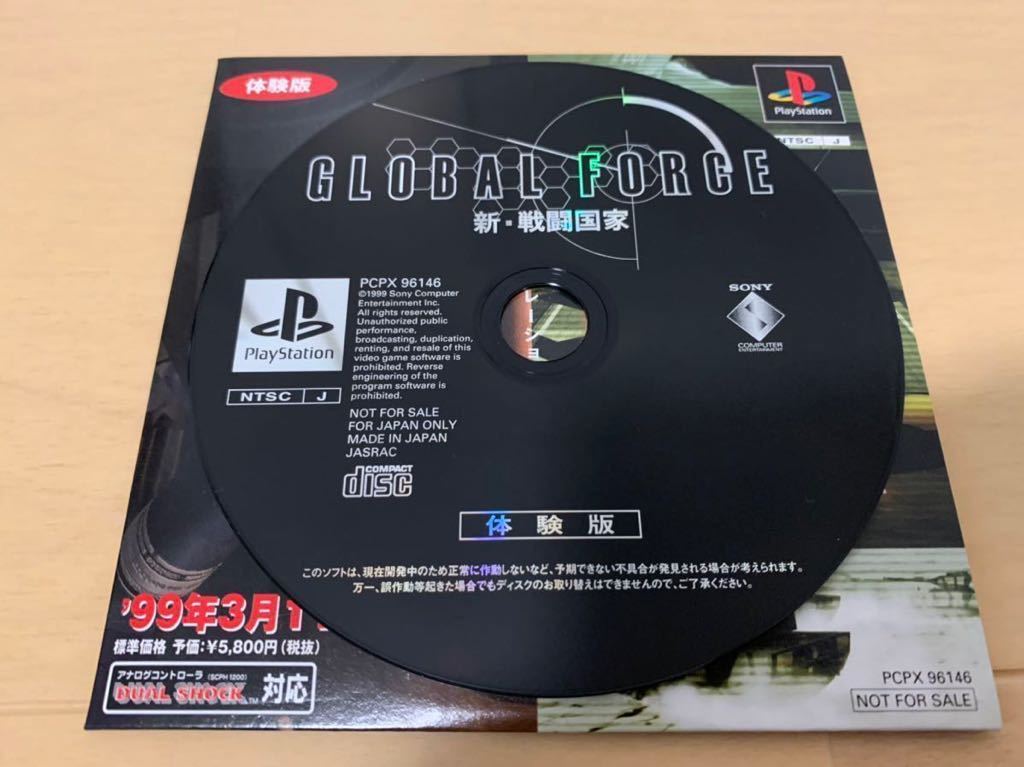 体験版
PlayStation
NTSC J
GLOBAL FORCE
新・戦闘国家
PCPX 96146
©1999 Sony Computer
Entertainment Inc.
All rights reserved.
Unauthorized public
performance,
broadcasting, duplication,
renting, and resale of this
video game software is
prohibited. Reverse
engineering of the
program software is
prohibited.
PlayStation
NTSC J
NOT FOR SALE
FOR JAPAN ONLY
MADE IN JAPAN
JASRAC
COMPACT
disc
レーショ
SONY
COMPUTER
ENTERTAINMENT
体験版
このソフトは、現在開発中のため正常に作動しないなど、予期できない不具合が発見される場合が考えられます。
万一、誤作動等起きた場合でもディスクのお取り替えはできませんので、ご了承ください。
'99年3月1
標準価格 予価:¥5,800円(税抜)
アナログコントローラ (SCPH 1200)
DUAL SHOCK™ 対応
PCPX 96146
NOT FOR SALE